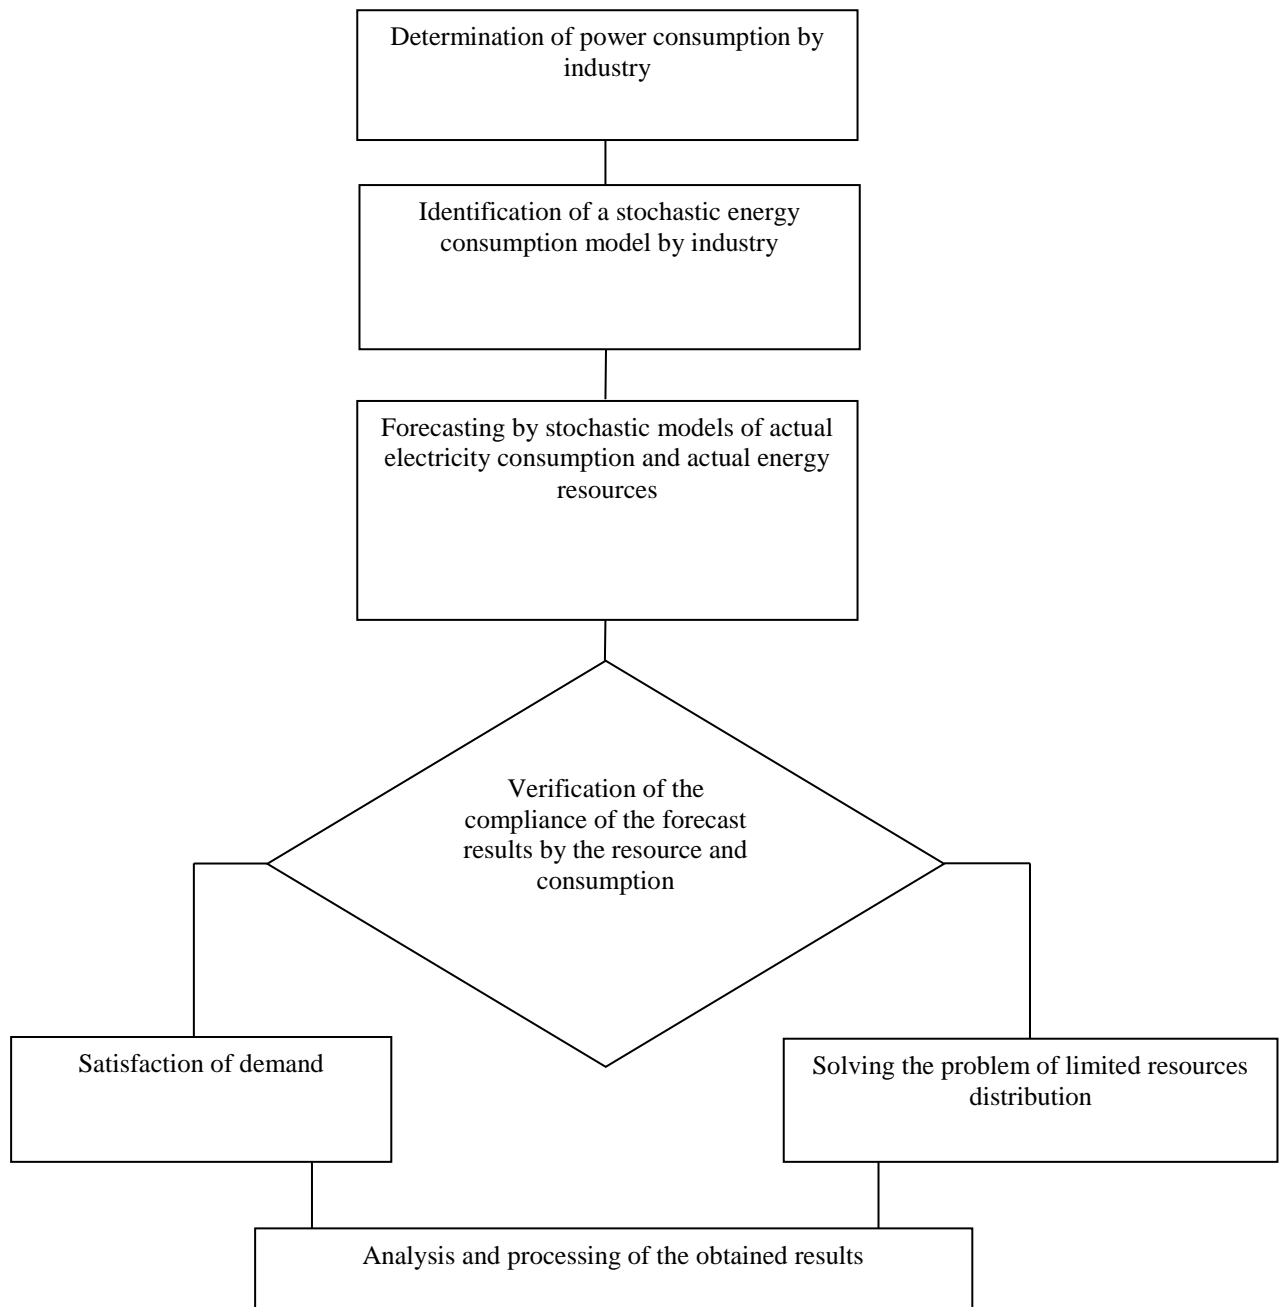 Determination of power consumption by
industry
Identification of a stochastic energy
consumption model by industry
Forecasting by stochastic models of actual
electricity consumption and actual energy
resources
Verification of the
compliance of the forecast
results by the resource and
consumption
Satisfaction of demand
Solving the problem of limited resources
distribution
Analysis and processing of the obtained results